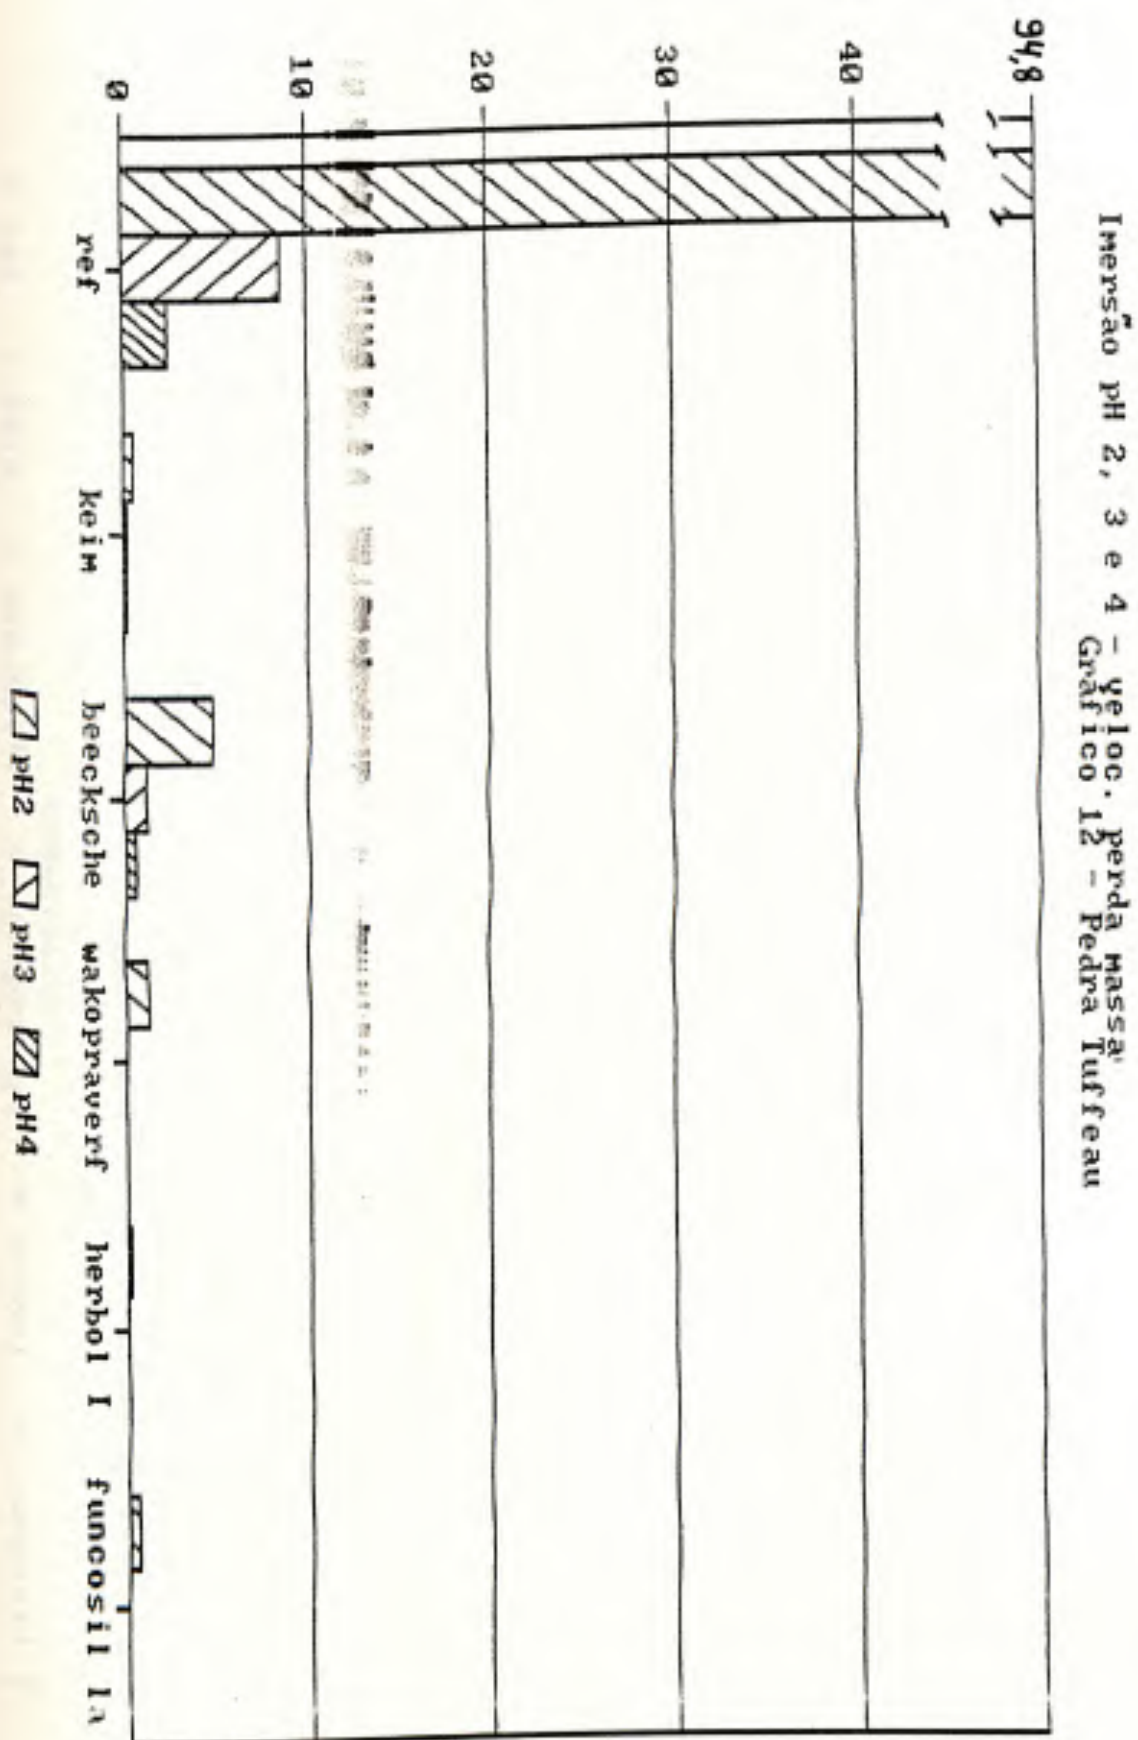 Imersão pH 2, 3 e 4 - veloc. perda massa
Gráfico 12 - Pedra Tuffeau
94,8
40
30
20
10
0
ref keim beecksche wakopraverf herbol I funcosil la
pH2 pH3 pH4